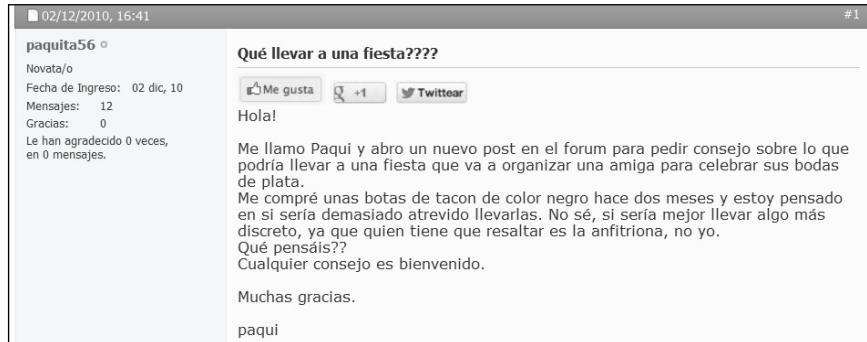 02/12/2010, 16:41 #1
paquita56
Novata/o
Fecha de Ingreso: 02 dic, 10
Mensajes: 12
Gracias: 0
Le han agradecido 0 veces,
en 0 mensajes.
Qué llevar a una fiesta????
Me gusta +1 Twittear
Hola!
Me llamo Paqui y abro un nuevo post en el forum para pedir consejo sobre lo que
podría llevar a una fiesta que va a organizar una amiga para celebrar sus bodas
de plata.
Me compré unas botas de tacon de color negro hace dos meses y estoy pensado
en si sería demasiado atrevido llevarlas. No sé, si sería mejor llevar algo más
discreto, ya que quien tiene que resaltar es la anfitriona, no yo.
Qué pensáis??
Cualquier consejo es bienvenido.
Muchas gracias.
paqui